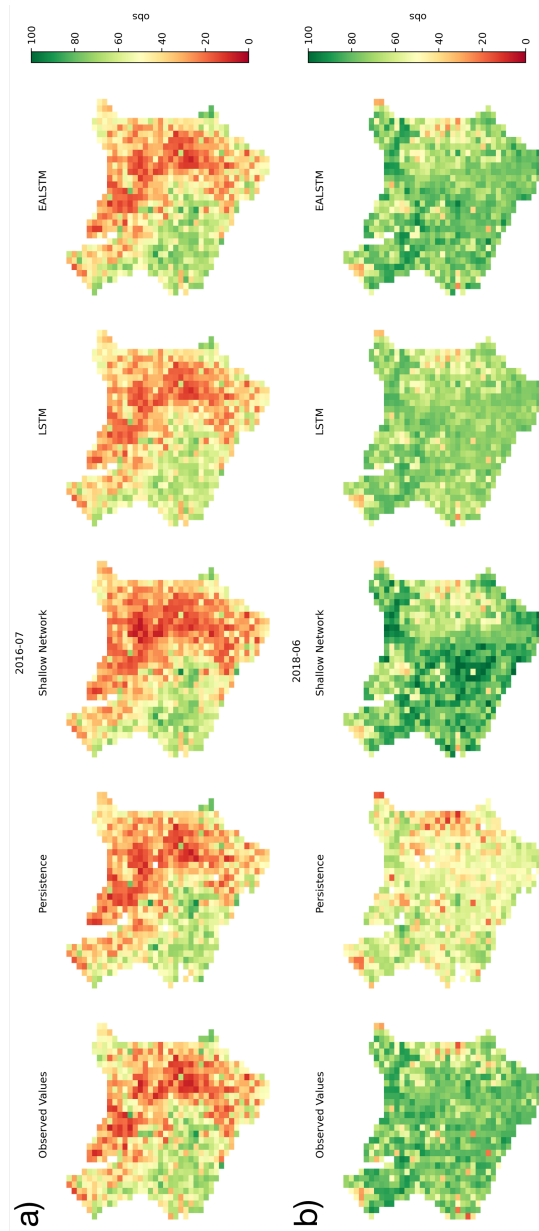 a)
2016-07
Observed Values
Persistence
Shallow Network
LSTM
EALSTM
100
80
60
40
20
0
obs
b)
2018-06
Observed Values
Persistence
Shallow Network
LSTM
EALSTM
100
80
60
40
20
0
obs